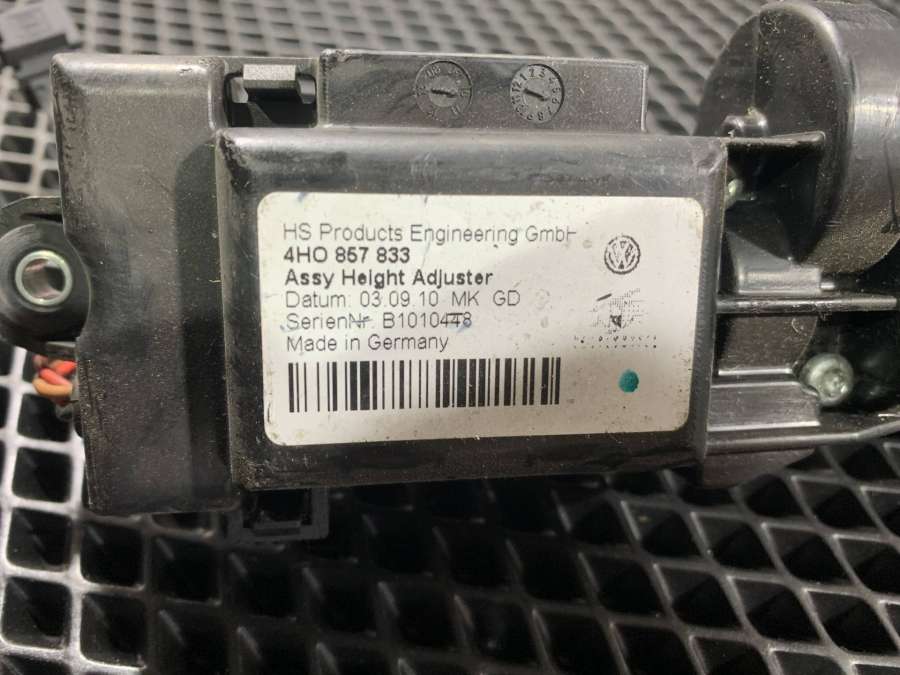 HS Products Engineering GmbH
4H0 857 833
Assy Height Adjuster
Datum: 03.09.10 MK GD
SerienNr. B1010448
Made in Germany